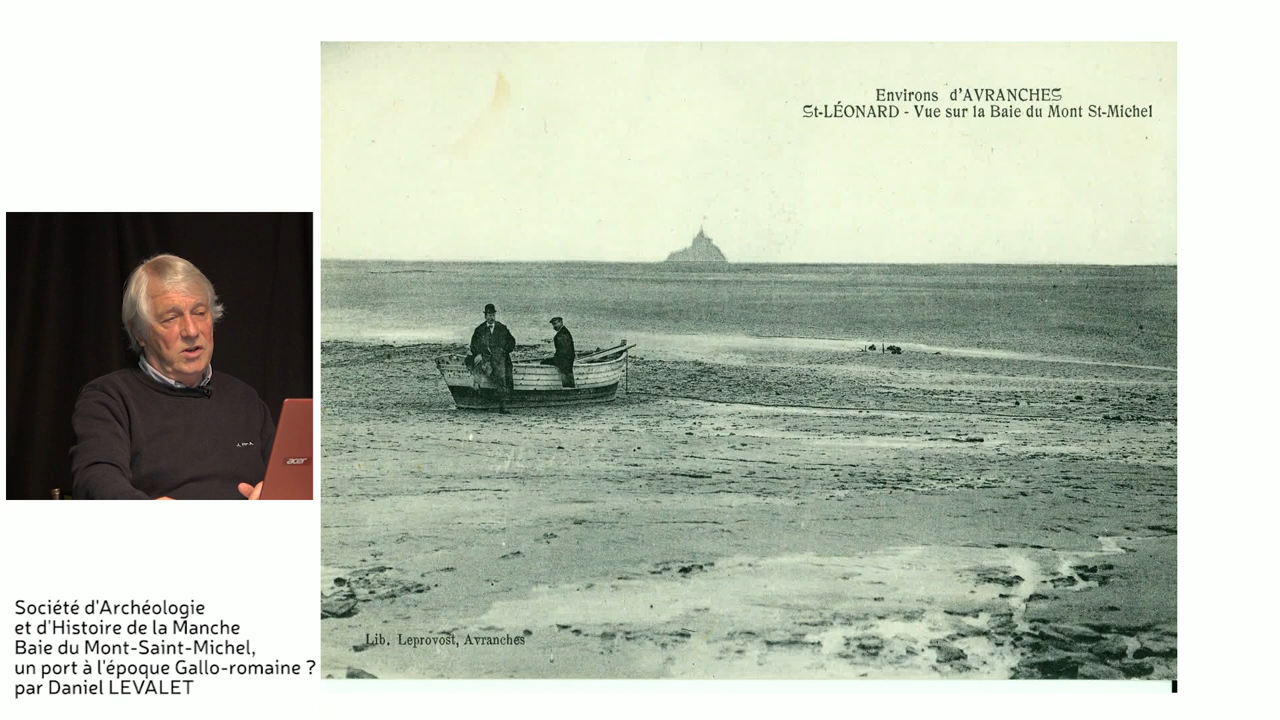 Environs d'AVRANCHES
St-LÉONARD - Vue sur la Baie du Mont St-Michel
acer
Lib. Leprovost, Avranches
Société d'Archéologie
et d'Histoire de la Manche
Baie du Mont-Saint-Michel,
un port à l'époque Gallo-romaine ?
par Daniel LEVALET